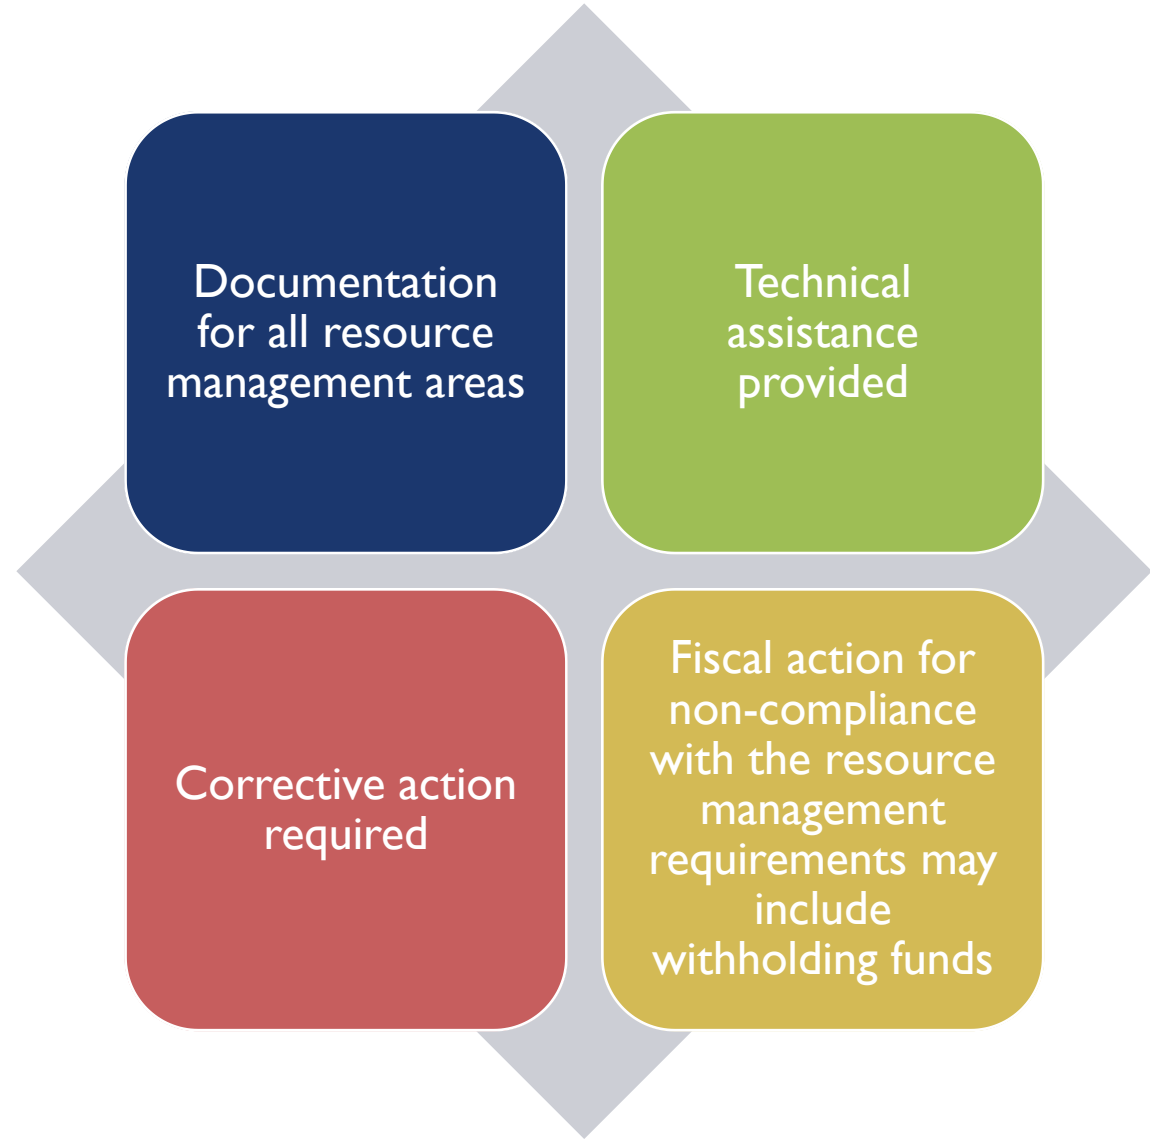 Documentation
for all resource
management areas
Technical
assistance
provided
Corrective action
required
Fiscal action for
non-compliance
with the resource
management
requirements may
include
withholding funds